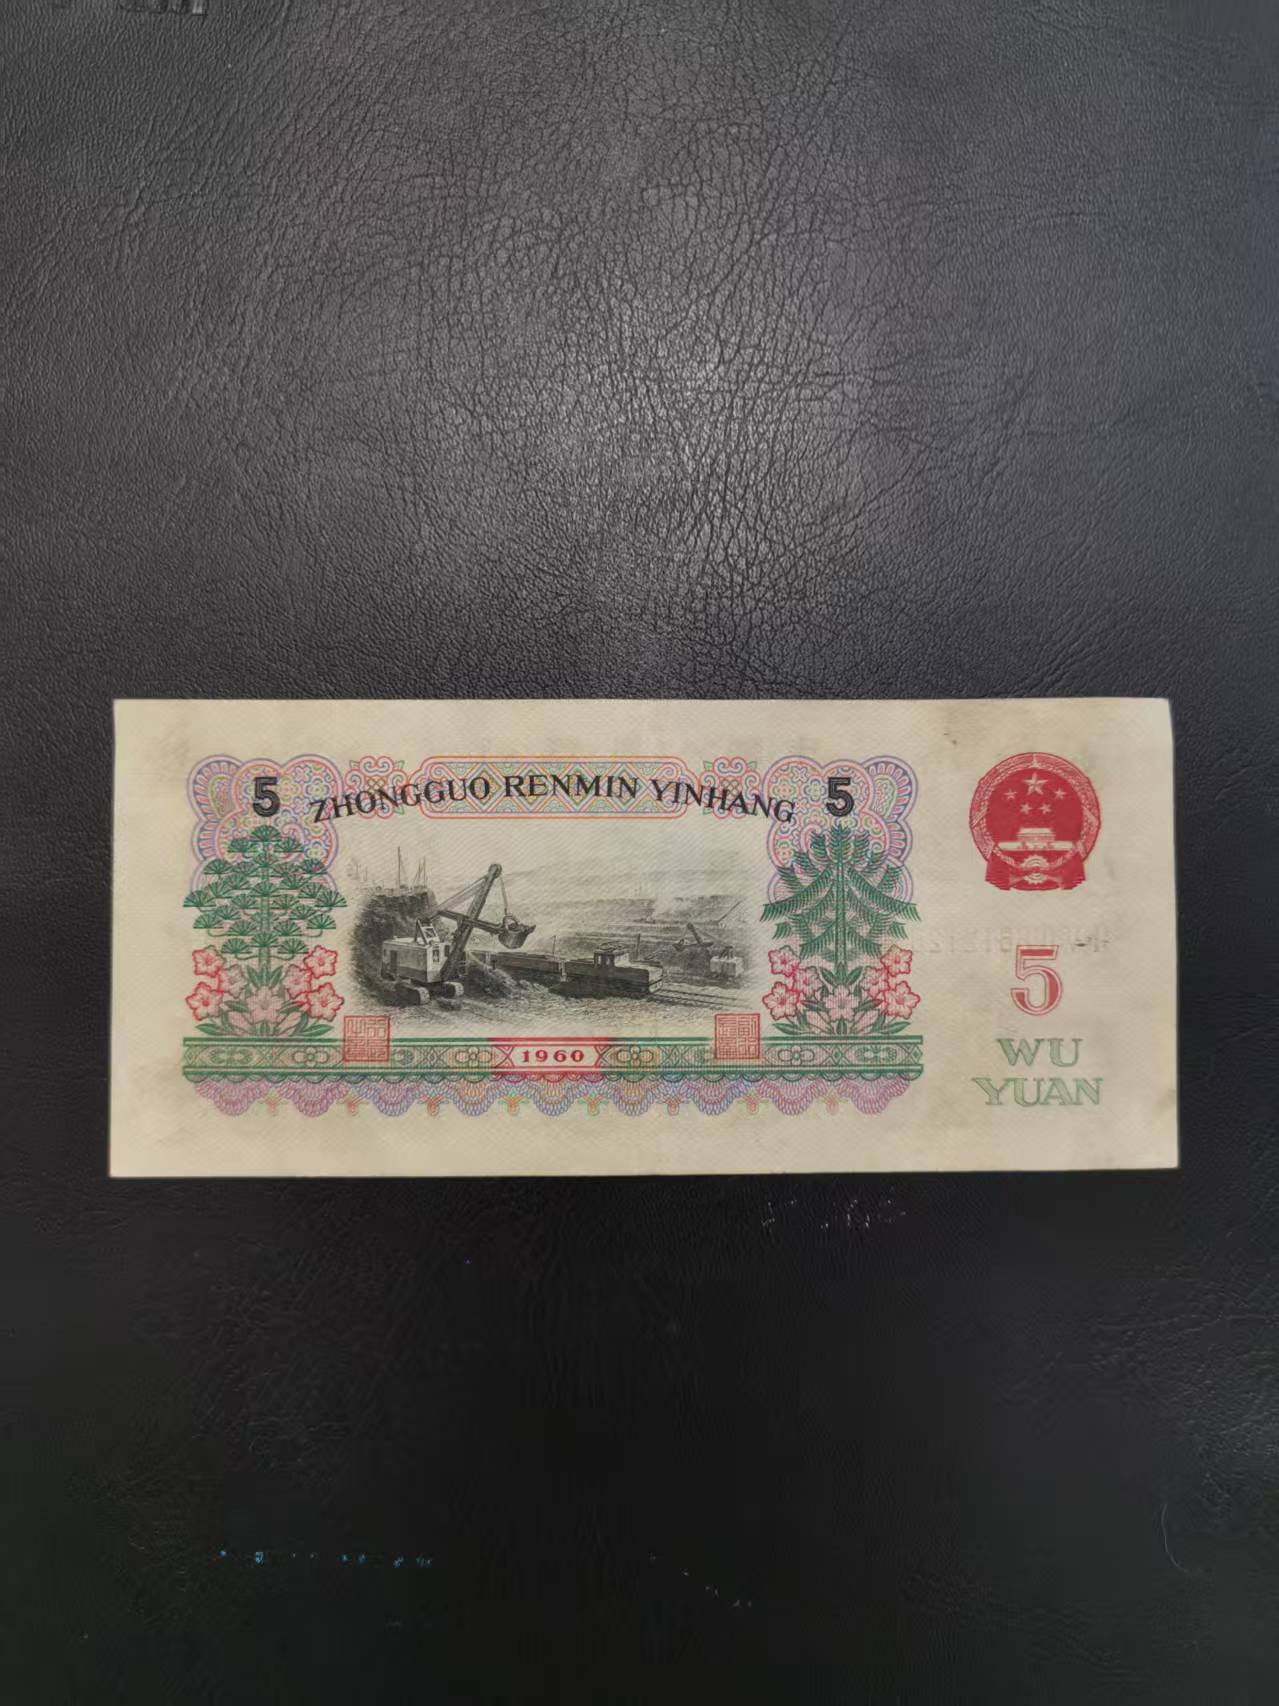 5 ZHONGGUO RENMIN YINHANG 5
1960
5
WU
YUAN